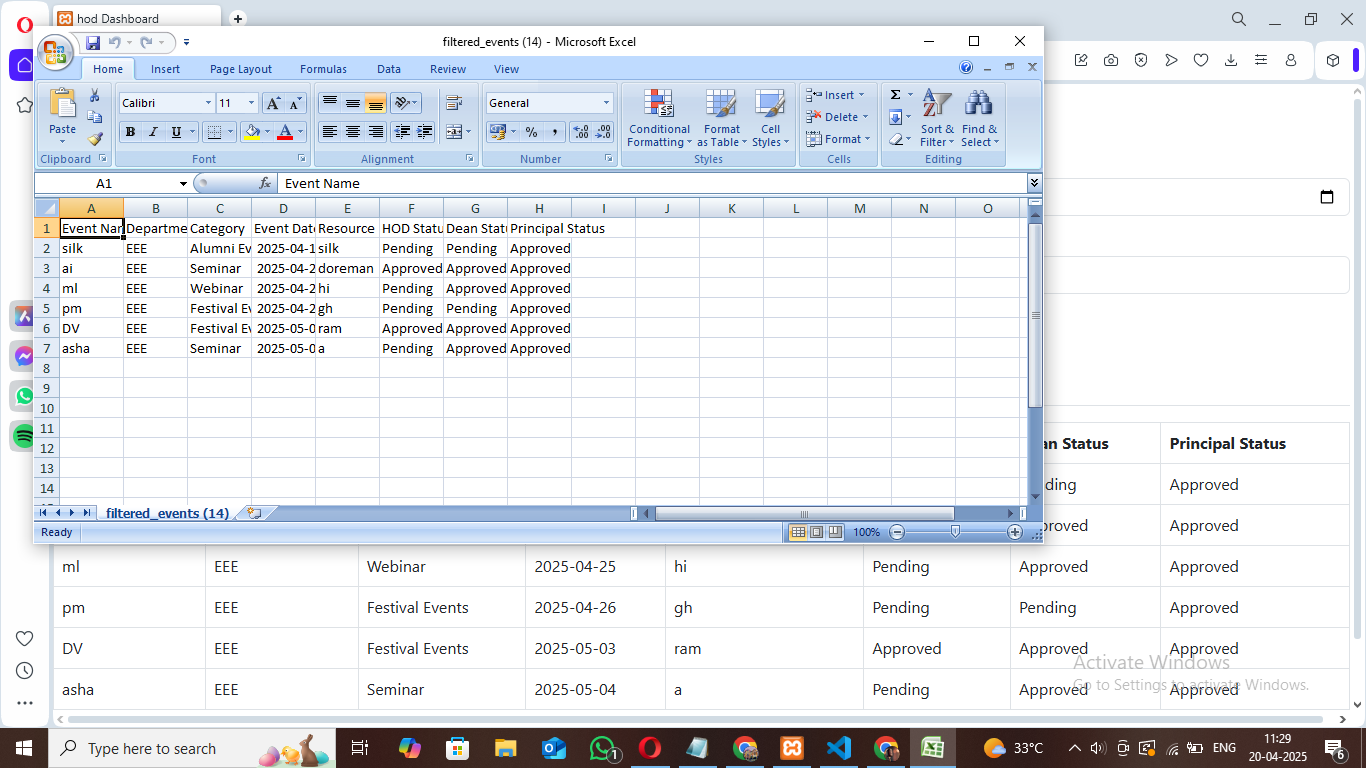 hod Dashboard
filtered_events (14) - Microsoft Excel
Home Insert Page Layout Formulas Data Review View
Paste
Calibri 11
General
Conditional Formatting
Format as Table
Cell Styles
Insert
Delete
Format
Sort & Filter
Find & Select
Clipboard Font Alignment Number Styles Cells Editing
A1 fx Event Name
A B C D E F G H I J K L M N O
1 Event Nar Departme Category Event Date Resource HOD Statu Dean Statu Principal Status
2 silk EEE Alumni Ev 2025-04-1 silk Pending Pending Approved
3 ai EEE Seminar 2025-04-2 doreman Approved Approved Approved
4 ml EEE Webinar 2025-04-2 hi Pending Approved Approved
5 pm EEE Festival Ev 2025-04-2 gh Pending Pending Approved
6 DV EEE Festival Ev 2025-05-0 ram Approved Approved Approved
7 asha EEE Seminar 2025-05-0 a Pending Approved Approved
8
9
10
11
12
13
14
filtered_events (14)
Ready 100%
an Status Principal Status
ding Approved
roved Approved
ml EEE Webinar 2025-04-25 hi Pending Approved Approved
pm EEE Festival Events 2025-04-26 gh Pending Pending Approved
DV EEE Festival Events 2025-05-03 ram Approved Approved Approved
asha EEE Seminar 2025-05-04 a Pending Approved Approved
Activate Windows
Go to Settings to activate Windows.
Type here to search
1
33°C
ENG
11:29
20-04-2025
6